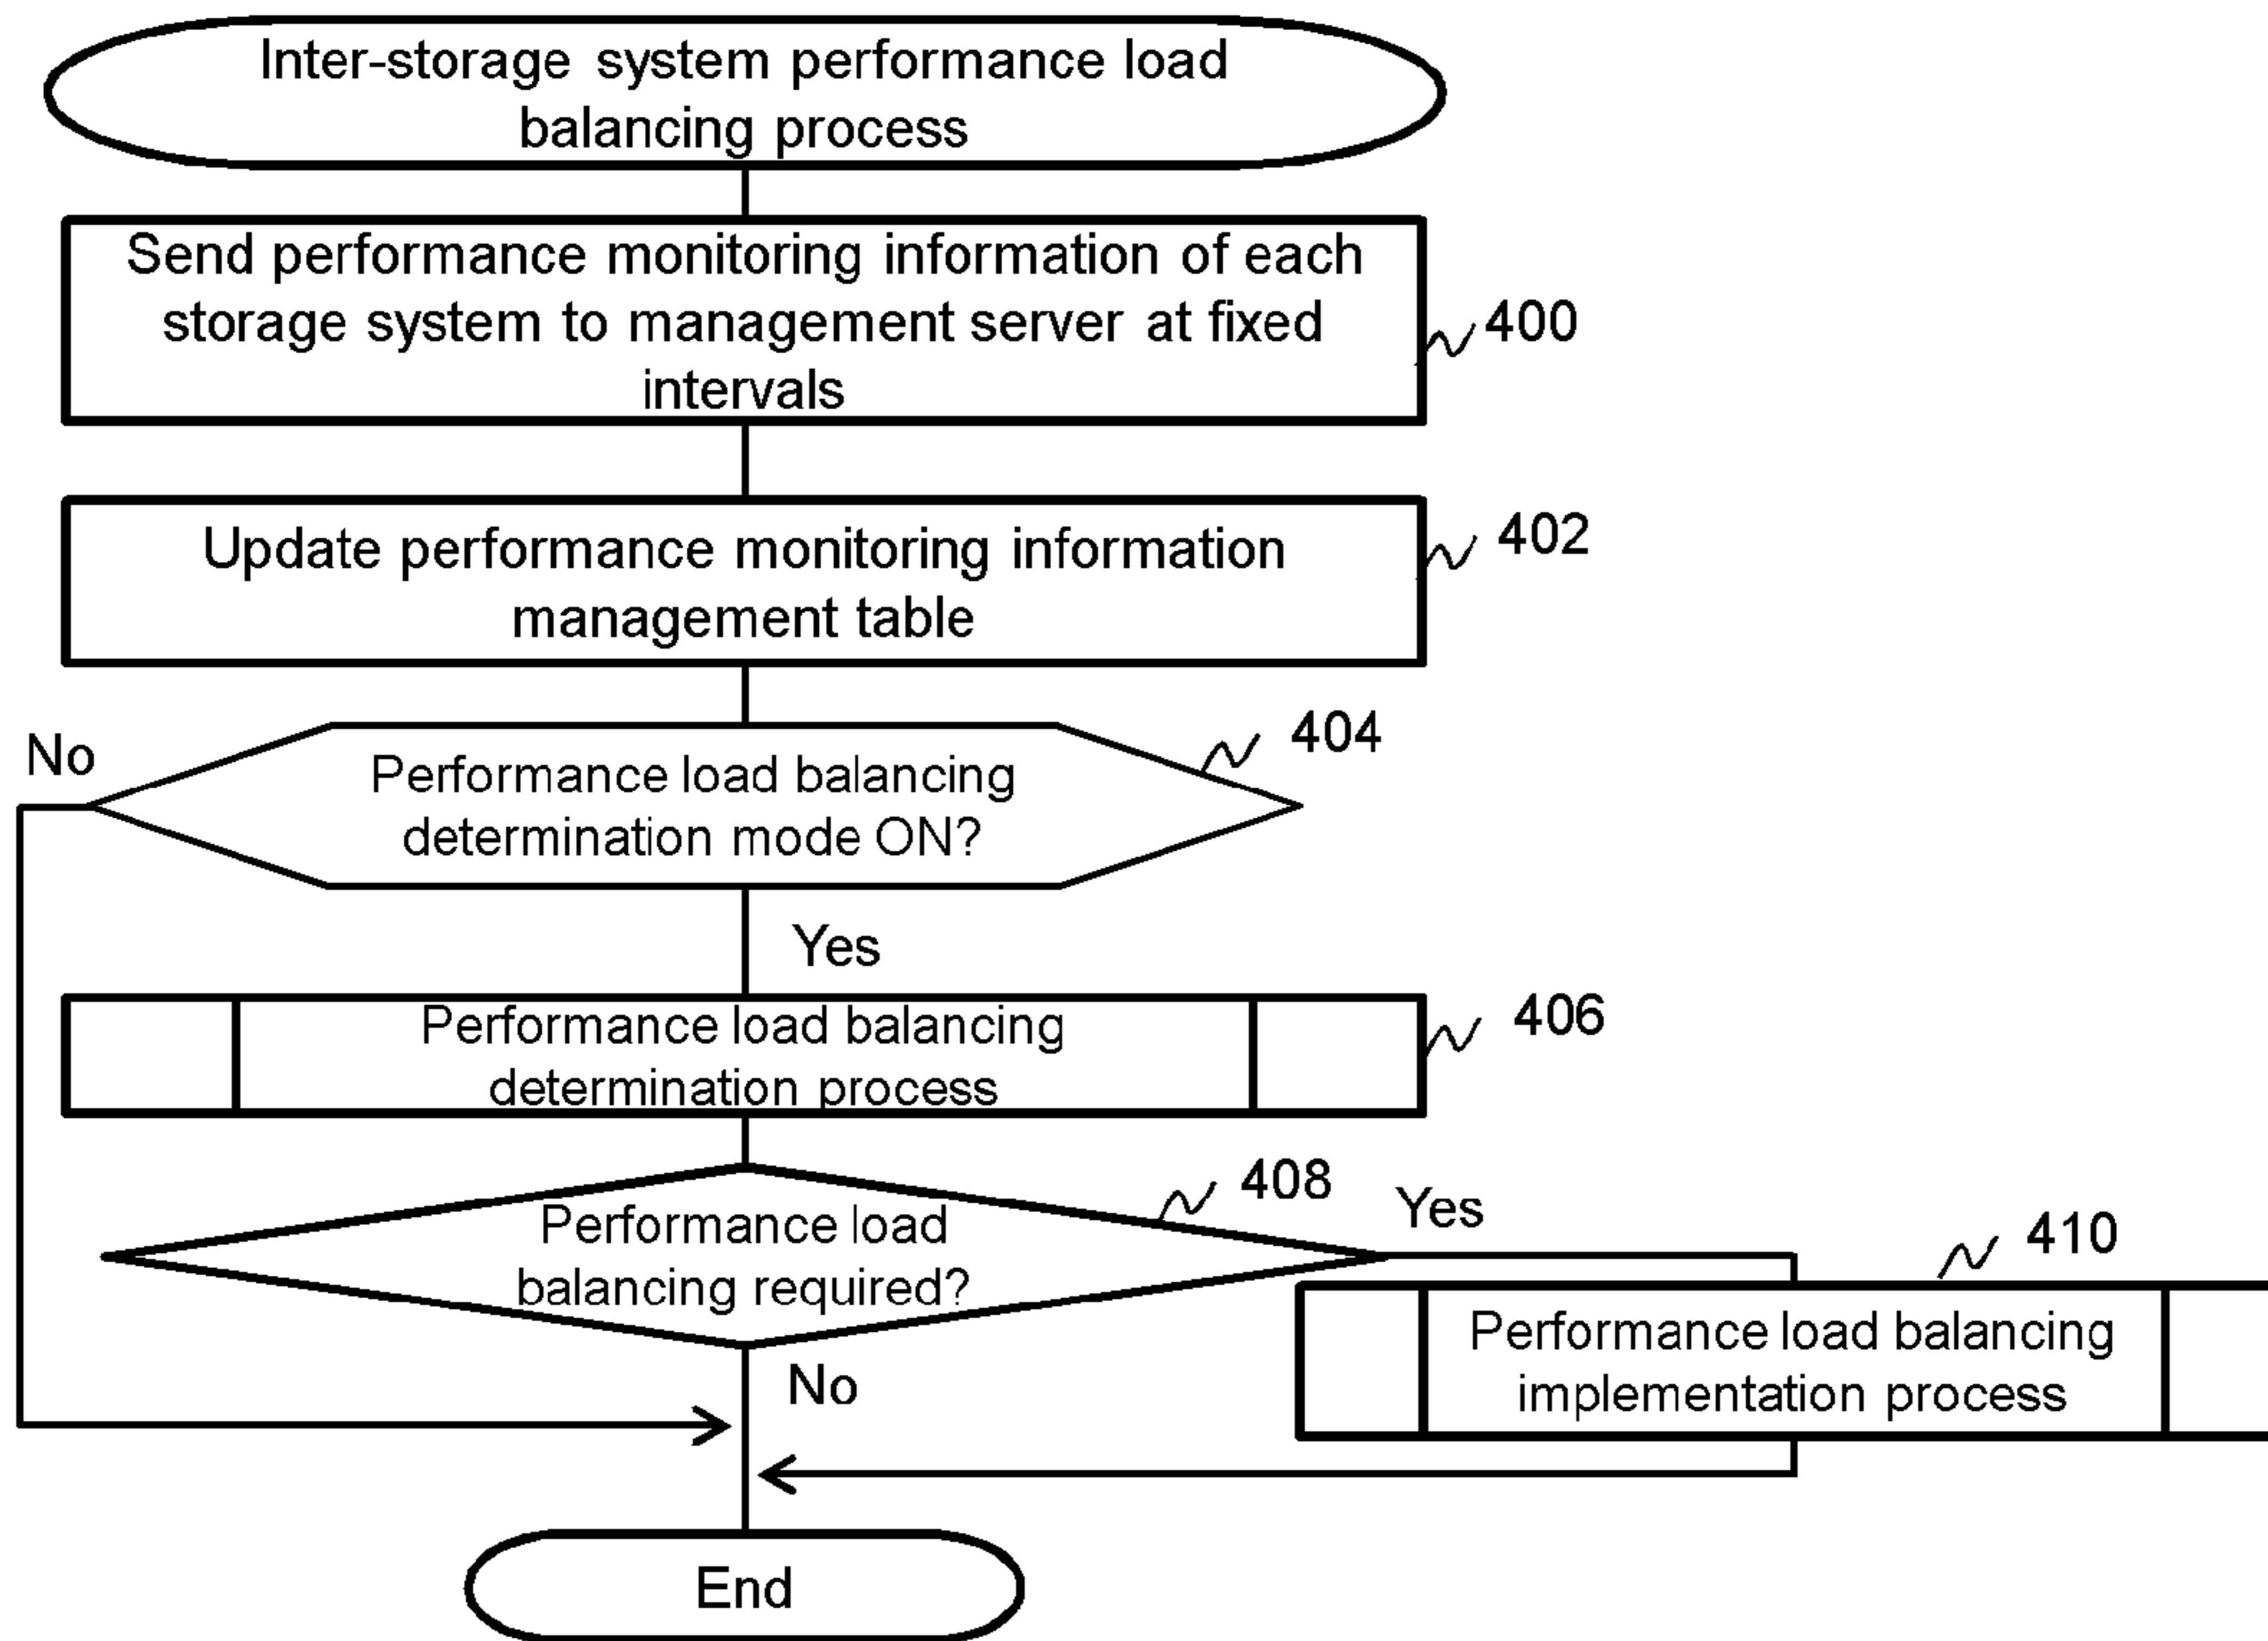 Inter-storage system performance load
balancing process
Send performance monitoring information of each
storage system to management server at fixed
intervals
400
Update performance monitoring information
management table
402
No
Performance load balancing
determination mode ON?
404
Yes
Performance load balancing
determination process
406
Performance load
balancing required?
408
Yes
410
Performance load balancing
implementation process
No
End